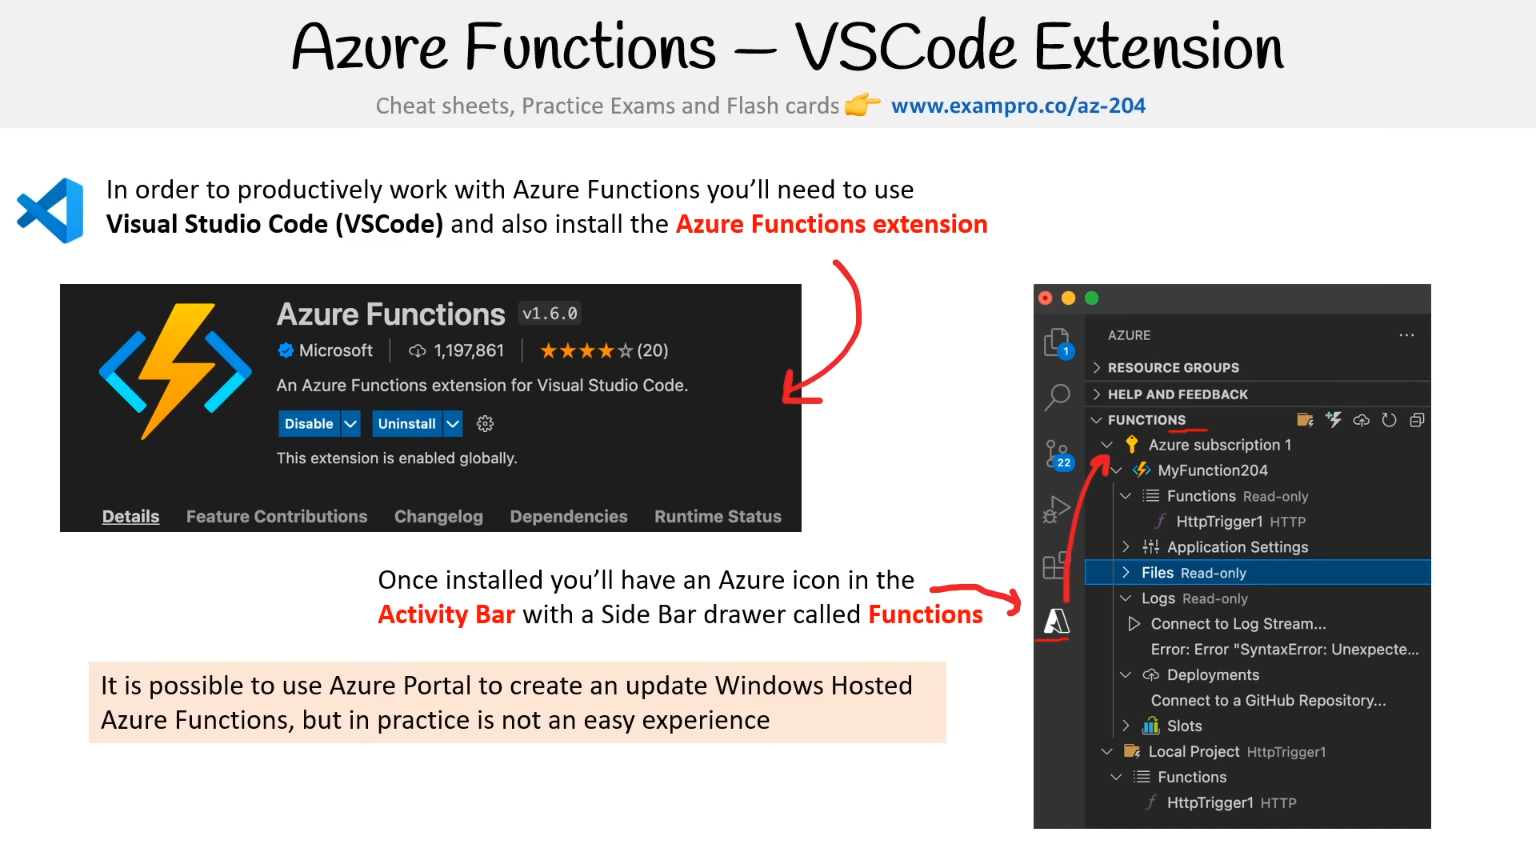 Azure Functions – VSCode Extension
Cheat sheets, Practice Exams and Flash cards 👉 www.exampro.co/az-204
In order to productively work with Azure Functions you'll need to use
Visual Studio Code (VSCode) and also install the Azure Functions extension
Azure Functions v1.6.0
Microsoft 1,197,861 (20)
An Azure Functions extension for Visual Studio Code.
Disable Uninstall
This extension is enabled globally.
Details Feature Contributions Changelog Dependencies Runtime Status
Once installed you'll have an Azure icon in the
Activity Bar with a Side Bar drawer called Functions
It is possible to use Azure Portal to create an update Windows Hosted
Azure Functions, but in practice is not an easy experience
1
22
AZURE ···
RESOURCE GROUPS
HELP AND FEEDBACK
FUNCTIONS
Azure subscription 1
MyFunction204
Functions Read-only
HttpTrigger1 HTTP
Application Settings
Files Read-only
Logs Read-only
Connect to Log Stream...
Error: Error "SyntaxError: Unexpecte...
Deployments
Connect to a GitHub Repository...
Slots
Local Project HttpTrigger1
Functions
HttpTrigger1 HTTP